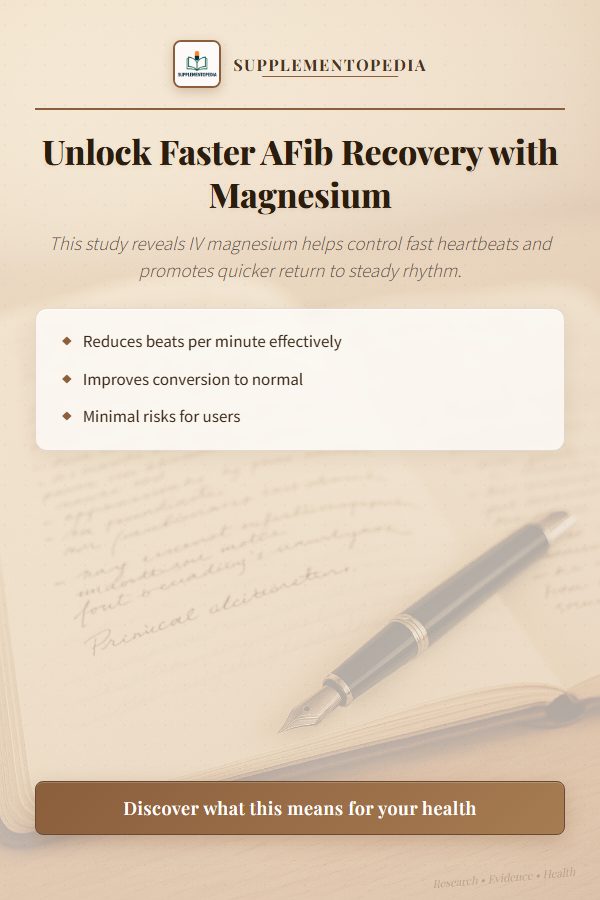 SUPPLEMENTOPEDIA
SUPPLEMENTOPEDIA
Unlock Faster AFib Recovery with
Magnesium
This study reveals IV magnesium helps control fast heartbeats and
promotes quicker return to steady rhythm.
Reduces beats per minute effectively
Improves conversion to normal
Minimal risks for users
Discover what this means for your health
Research • Evidence • Health